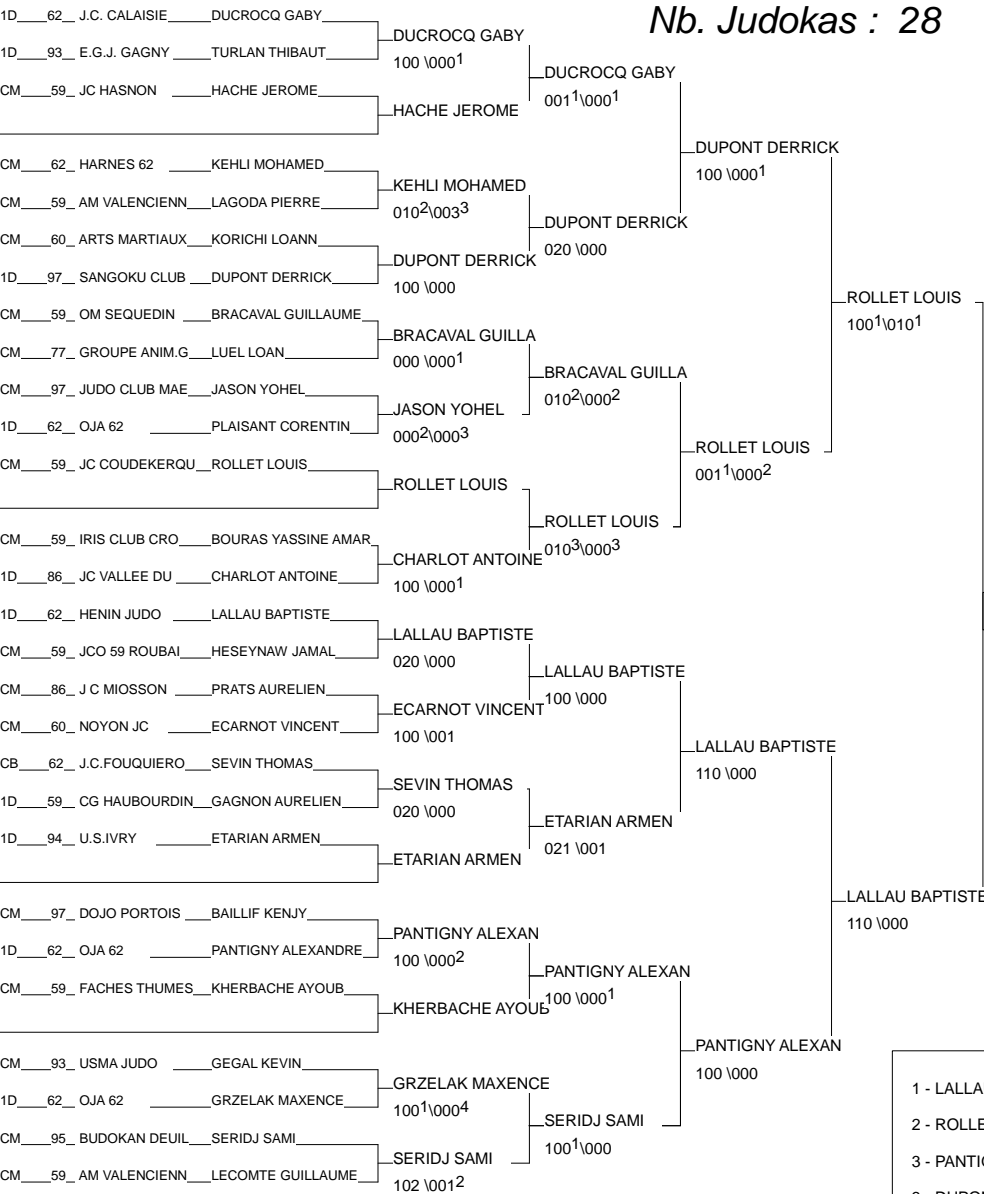 Nb. Judokas : 28
1D 62 J.C. CALAISIE DUCROCQ GABY
1D 93 E.G.J. GAGNY TURLAN THIBAUT
CM 59 JC HASNON HACHE JEROME
CM 62 HARNES 62 KEHLI MOHAMED
CM 59 AM VALENCIENN LAGODA PIERRE
CM 60 ARTS MARTIAUX KORICHI LOANN
1D 97 SANGOKU CLUB DUPONT DERRICK
CM 59 OM SEQUEDIN BRACAVAL GUILLAUME
CM 77 GROUPE ANIM.G LUEL LOAN
CM 97 JUDO CLUB MAE JASON YOHEL
1D 62 OJA 62 PLAISANT CORENTIN
CM 59 JC COUDEKERQU ROLLET LOUIS
CM 59 IRIS CLUB CRO BOURAS YASSINE AMAR
1D 86 JC VALLEE DU CHARLOT ANTOINE
1D 62 HENIN JUDO LALLAU BAPTISTE
CM 59 JCO 59 ROUBAI HESEYNAW JAMAL
CM 86 J C MIOSSON PRATS AURELIEN
CM 60 NOYON JC ECARNOT VINCENT
CB 62 J.C.FOUQUIERO SEVIN THOMAS
1D 59 CG HAUBOURDIN GAGNON AURELIEN
1D 94 U.S.IVRY ETARIAN ARMEN
CM 97 DOJO PORTOIS BAILLIF KENJY
1D 62 OJA 62 PANTIGNY ALEXANDRE
CM 59 FACHES THUMES KHERBACHE AYOUB
CM 93 USMA JUDO GEGAL KEVIN
1D 62 OJA 62 GRZELAK MAXENCE
CM 95 BUDOKAN DEUIL SERIDJ SAMI
CM 59 AM VALENCIENN LECOMTE GUILLAUME
DUCROCQ GABY
100 \000¹
HACHE JEROME
KEHLI MOHAMED
010²\003³
DUPONT DERRICK
100 \000
BRACAVAL GUILLA
000 \000¹
JASON YOHEL
000²\000³
ROLLET LOUIS
CHARLOT ANTOINE
100 \000¹
LALLAU BAPTISTE
020 \000
ECARNOT VINCENT
100 \001
SEVIN THOMAS
020 \000
ETARIAN ARMEN
PANTIGNY ALEXAN
100 \000²
KHERBACHE AYOUB
GRZELAK MAXENCE
100¹\000⁴
SERIDJ SAMI
102 \001²
DUCROCQ GABY
001¹\000¹
DUPONT DERRICK
020 \000
BRACAVAL GUILLA
010²\000²
ROLLET LOUIS
010³\000³
LALLAU BAPTISTE
100 \000
ETARIAN ARMEN
021 \001
PANTIGNY ALEXAN
100 \000¹
SERIDJ SAMI
100¹\000
DUPONT DERRICK
100 \000¹
ROLLET LOUIS
001¹\000²
LALLAU BAPTISTE
110 \000
PANTIGNY ALEXAN
100 \000
ROLLET LOUIS
100¹\010¹
LALLAU BAPTISTE
110 \000
1 - LALLA
2 - ROLLE
3 - PANTIG